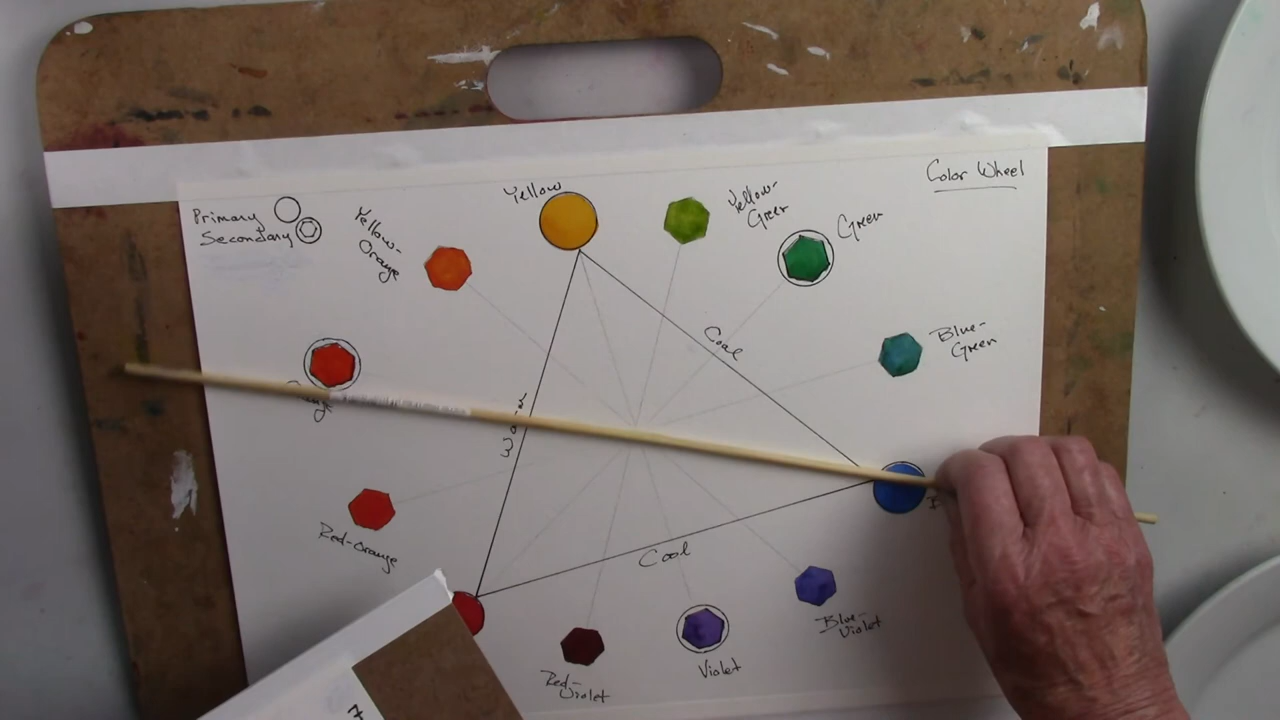 Color Wheel
Primary
Secondary
Yellow-
Orange
Yellow
Yellow-
Green
Green
Blue-
Green
Cool
Cool
Red-Orange
Red-
Violet
Violet
Blue-
Violet